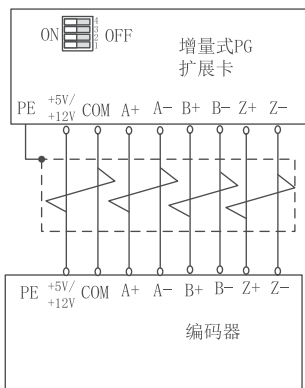 ON
4
3
2
1
OFF
增量式PG
扩展卡
PE +5V/ +12V COM A+ A- B+ B- Z+ Z-
PE +5V/ +12V COM A+ A- B+ B- Z+ Z-
编码器